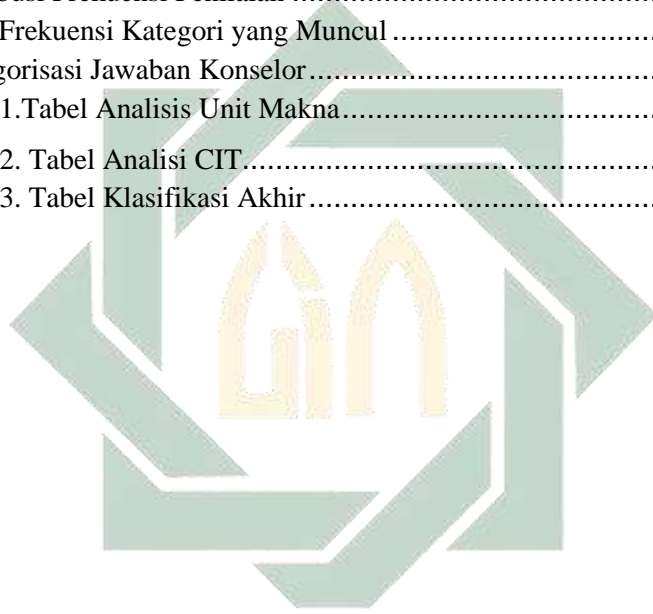 Frekuensi Kategori yang Muncul ....................................................
gorisasi Jawaban Konselor ....................................................
1.Tabel Analisis Unit Makna ....................................................
2. Tabel Analisi CIT ....................................................
3. Tabel Klasifikasi Akhir ....................................................
UIN